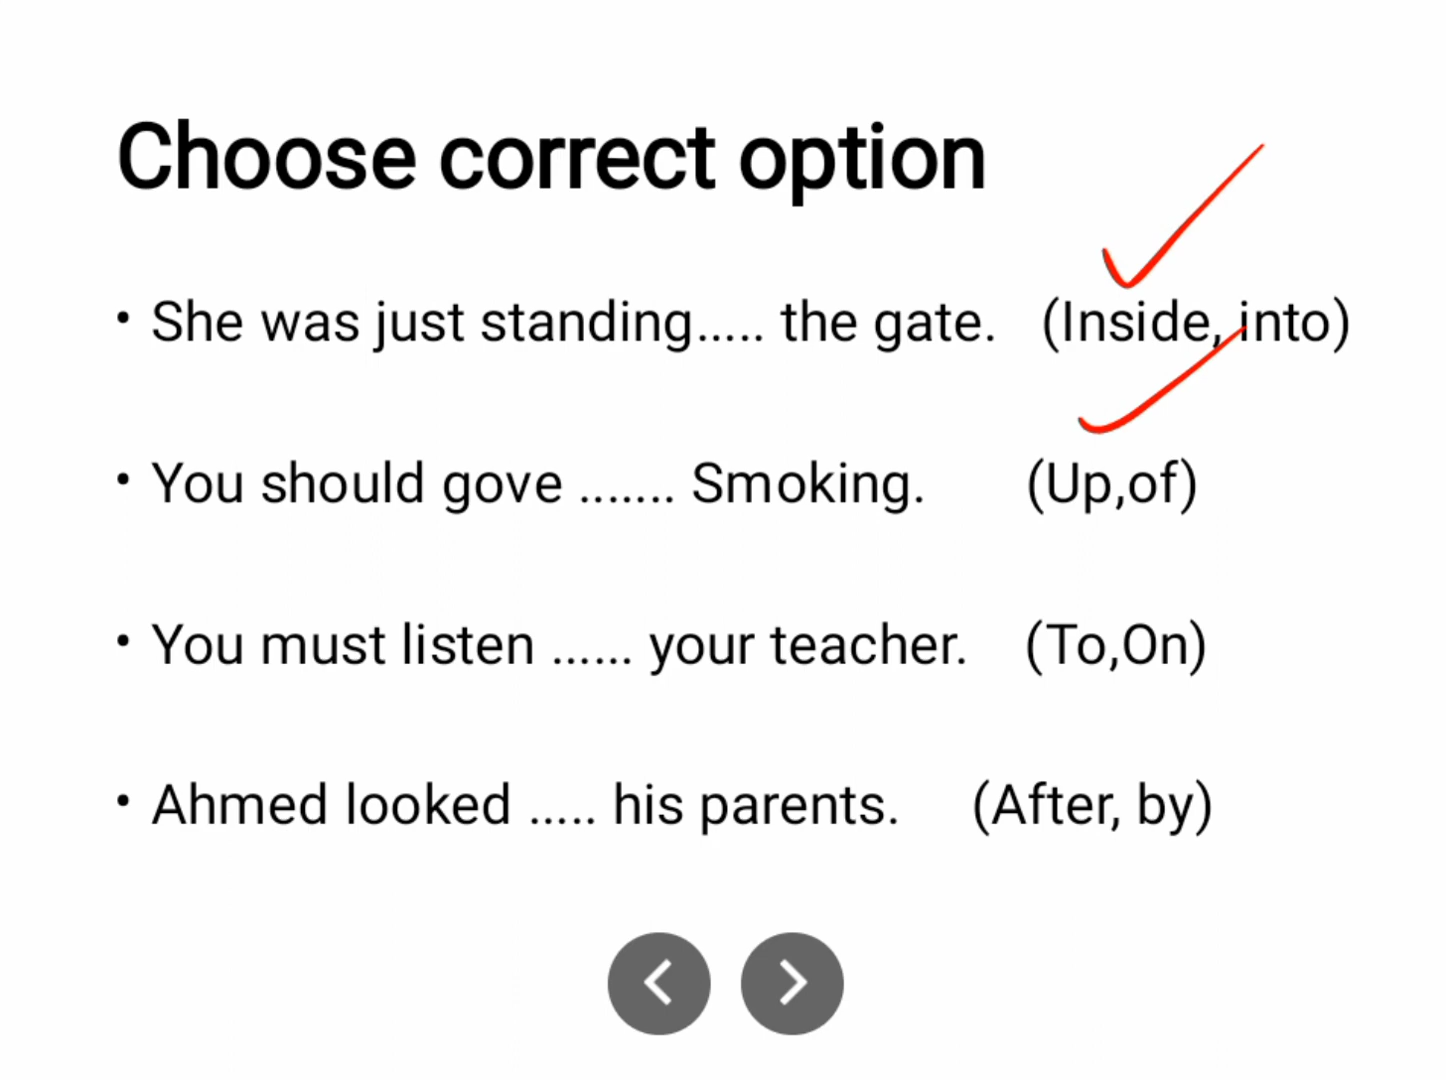 Choose correct option
• She was just standing..... the gate. (Inside, into)
• You should gove ....... Smoking. (Up,of)
• You must listen ...... your teacher. (To,On)
• Ahmed looked ..... his parents. (After, by)